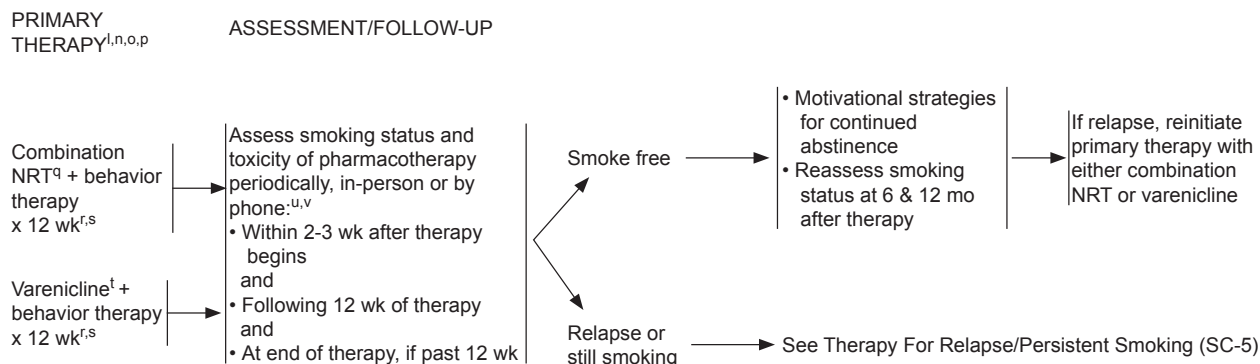 PRIMARY
THERAPYl,n,o,p
ASSESSMENT/FOLLOW-UP
Combination
NRTq + behavior
therapy
x 12 wkr,s
Varenicline t +
behavior therapy
x 12 wkr,s
Assess smoking status and
toxicity of pharmacotherapy
periodically, in-person or by
phone:u,v
• Within 2-3 wk after therapy
begins
and
• Following 12 wk of therapy
and
• At end of therapy, if past 12 wk
Smoke free
• Motivational strategies
for continued
abstinence
• Reassess smoking
status at 6 & 12 mo
after therapy
If relapse, reinitiate
primary therapy with
either combination
NRT or varenicline
Relapse or
still smoking
See Therapy For Relapse/Persistent Smoking (SC-5)